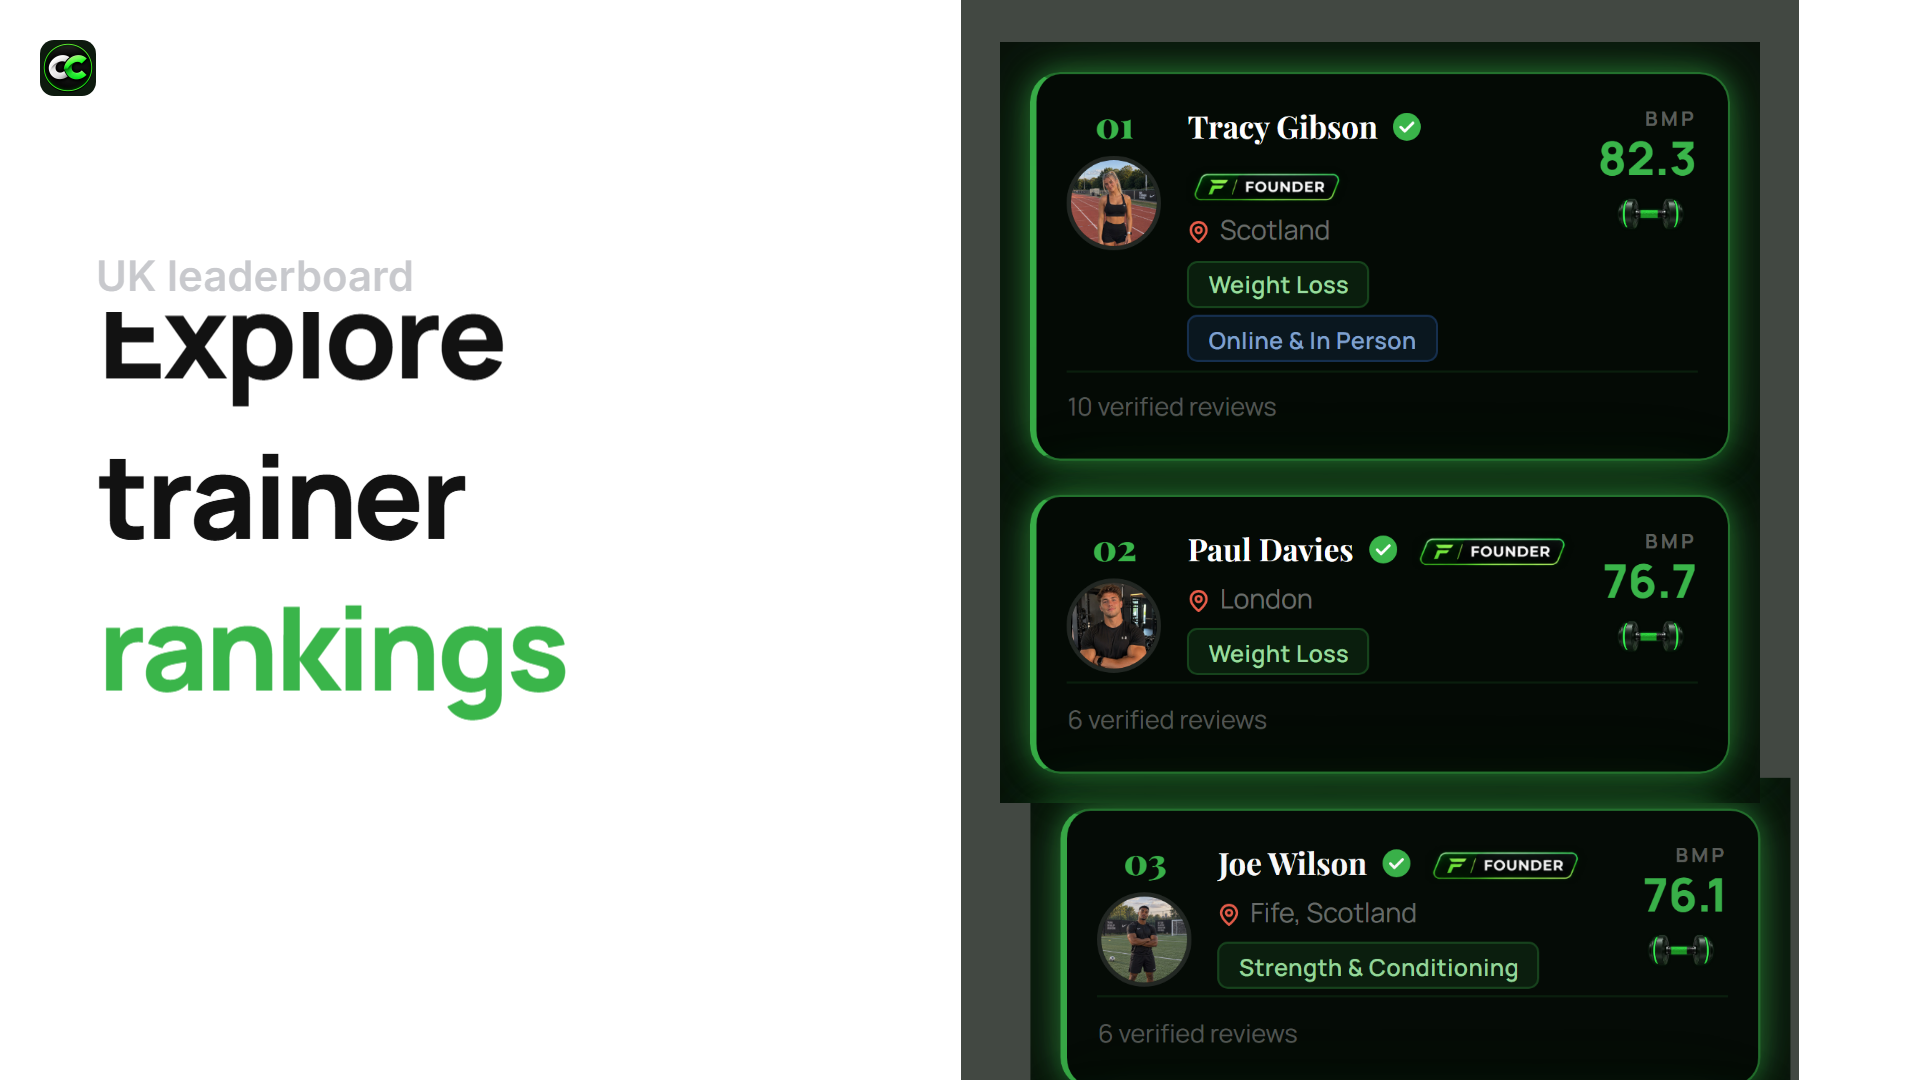 CC
UK leaderboard
Explore
trainer
rankings
01
Tracy Gibson
F / FOUNDER
Scotland
Weight Loss
Online & In Person
10 verified reviews
BMP
82.3
02
Paul Davies
F / FOUNDER
London
Weight Loss
6 verified reviews
BMP
76.7
03
Joe Wilson
F / FOUNDER
Fife, Scotland
Strength & Conditioning
6 verified reviews
BMP
76.1